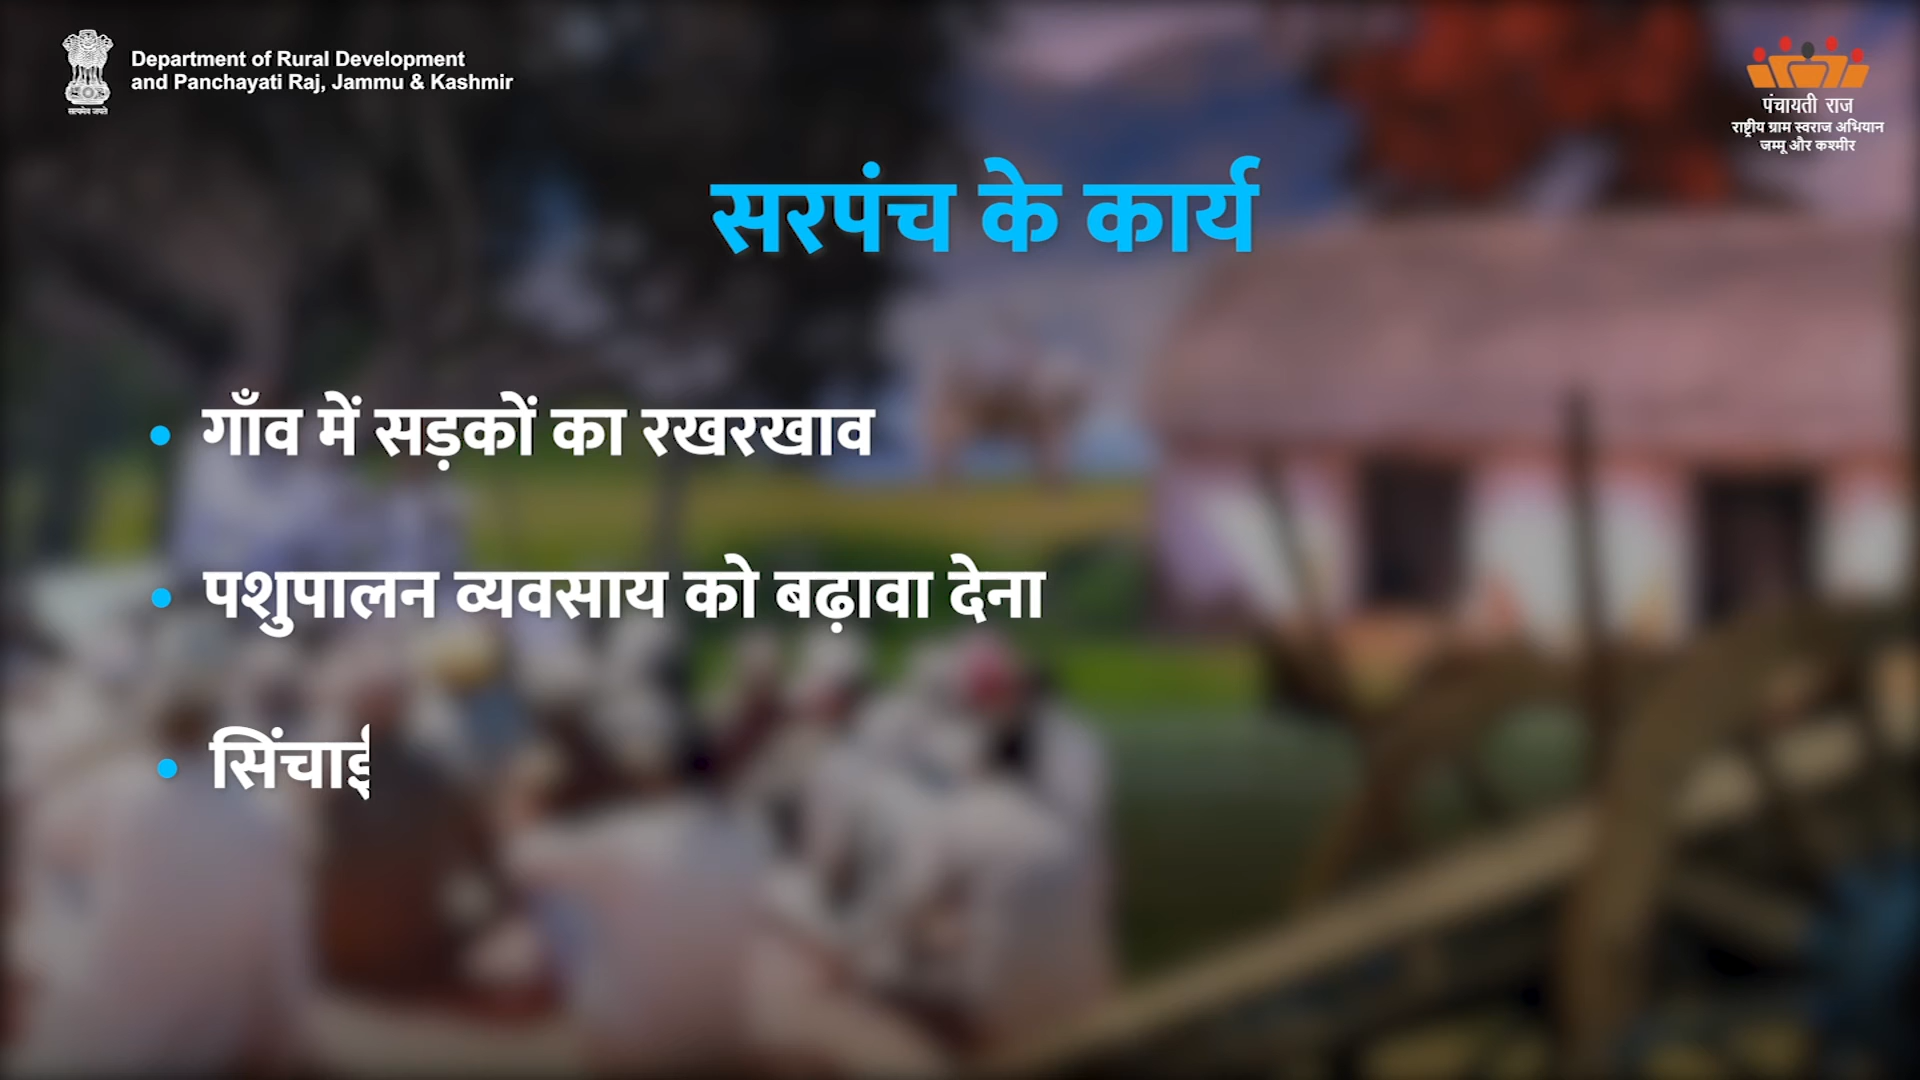 Department of Rural Development
and Panchayati Raj, Jammu & Kashmir
पंचायती राज
राष्ट्रीय ग्राम स्वराज अभियान
जम्मू और कश्मीर
सरपंच के कार्य
• गाँव में सड़कों का रखरखाव
• पशुपालन व्यवसाय को बढ़ावा देना
• सिंचाई